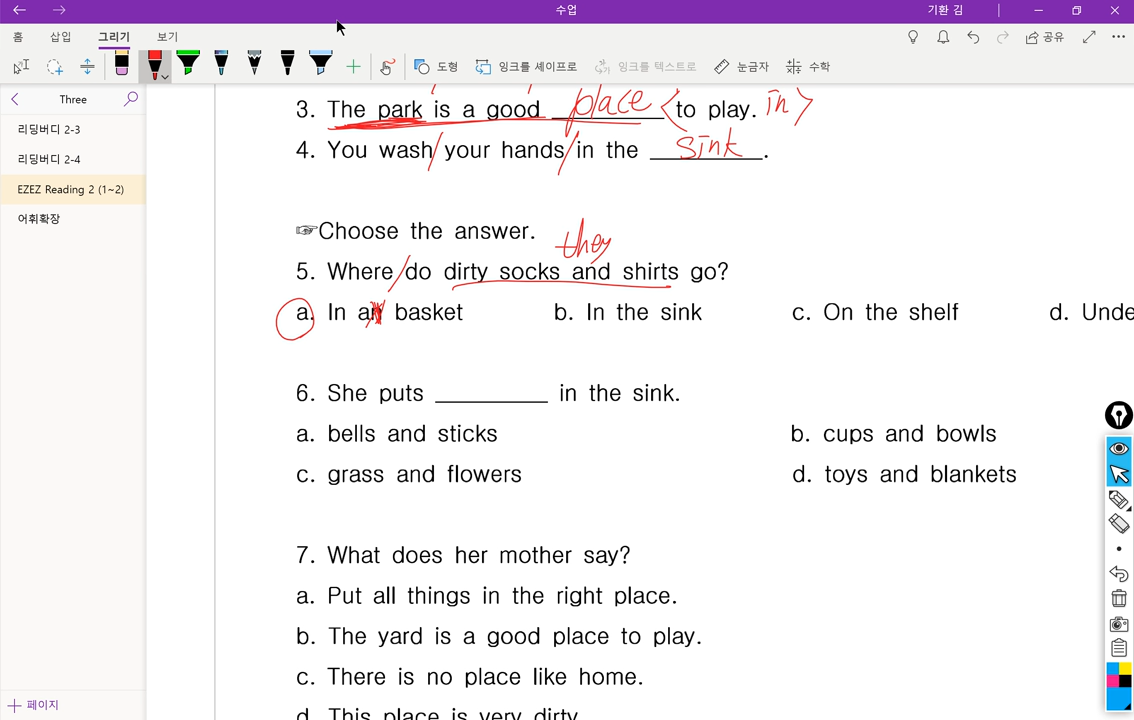 수업
기환 김
홈 삽입 그리기 보기
공유
도형 잉크를 셰이프로 잉크를 텍스트로 눈금자 수학
Three
리딩버디 2-3
리딩버디 2-4
EZEZ Reading 2 (1~2)
어휘확장
페이지
3. The park is a good place to play. in
4. You wash your hands in the sink.
☞Choose the answer.
they
5. Where do dirty socks and shirts go?
a. In a basket b. In the sink c. On the shelf d. Unde
6. She puts __________ in the sink.
a. bells and sticks b. cups and bowls
c. grass and flowers d. toys and blankets
7. What does her mother say?
a. Put all things in the right place.
b. The yard is a good place to play.
c. There is no place like home.
d. This place is very dirty.